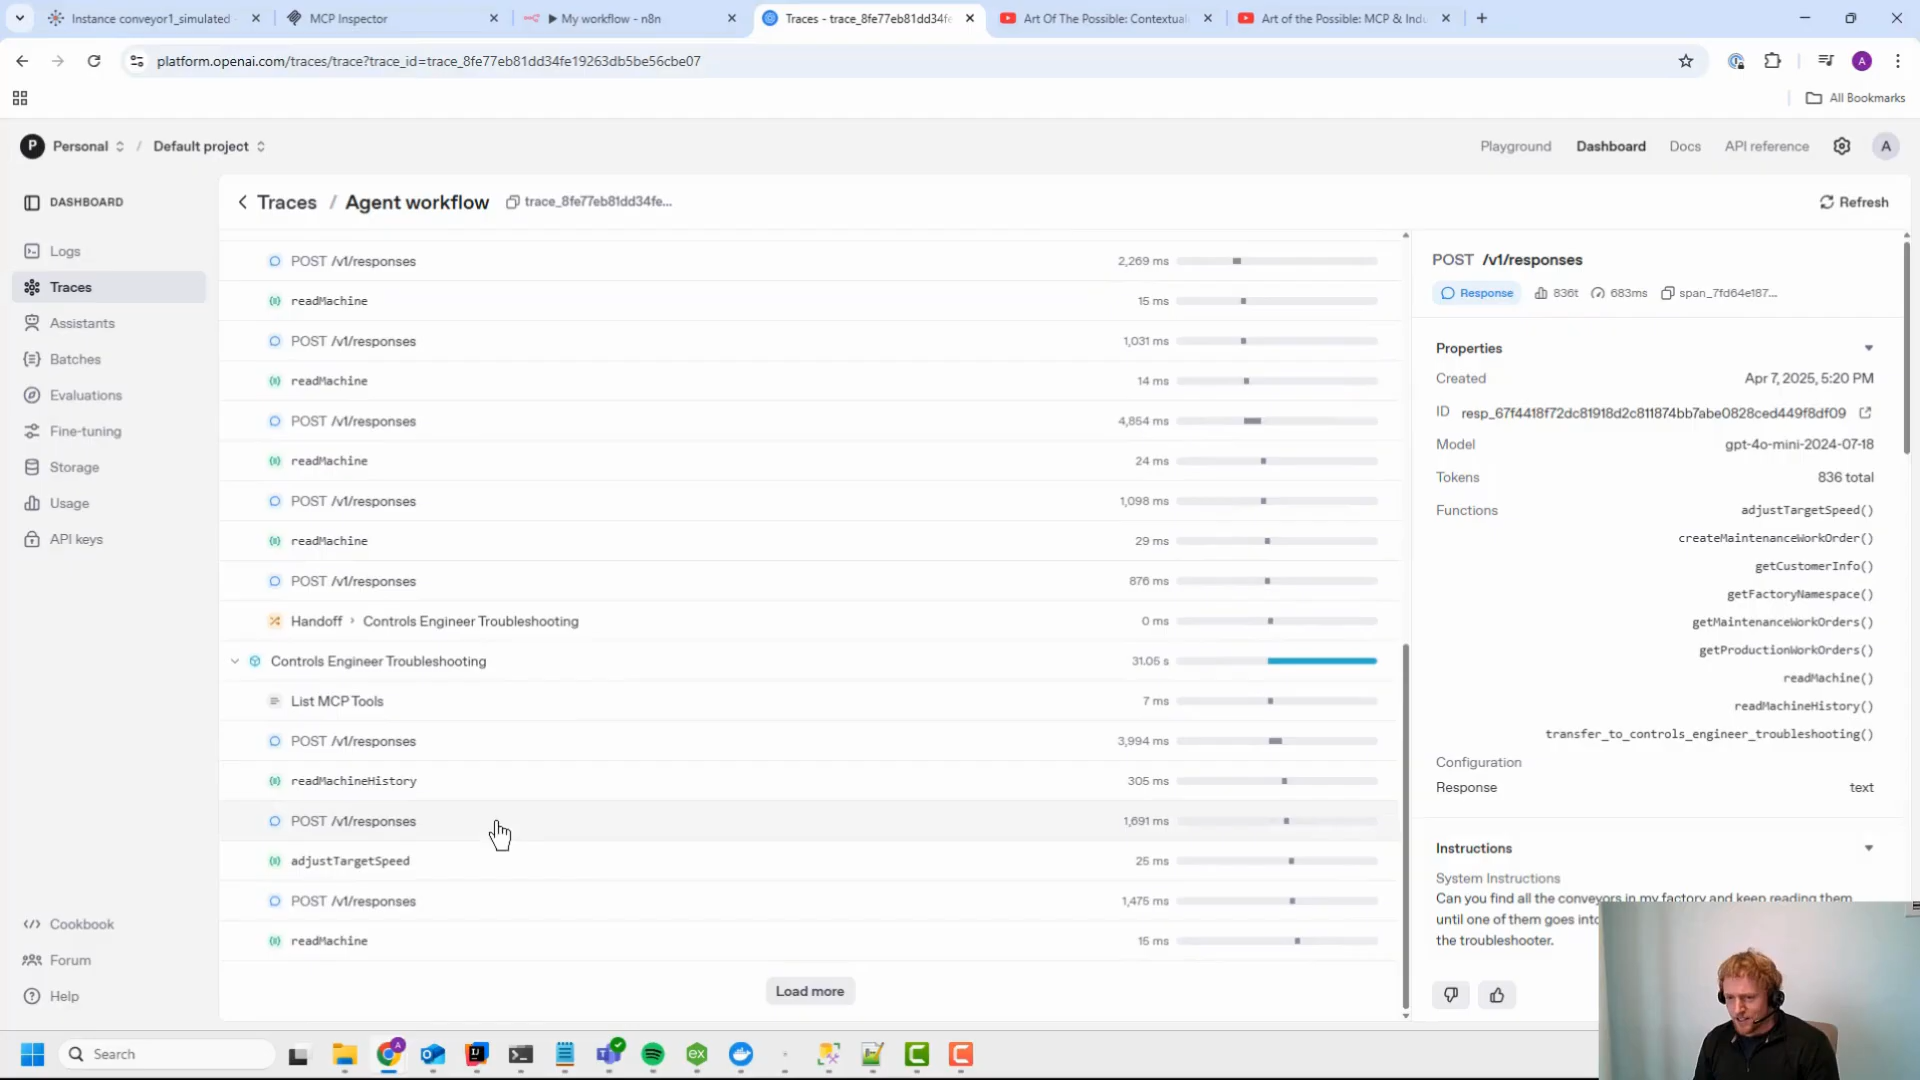 Instance conveyor1_simulated
MCP Inspector
▶ My workflow - n8n
Traces - trace_8fe77eb81dd34fe
Art Of The Possible: Contextual
Art of the Possible: MCP & Indu
platform.openai.com/traces/trace?trace_id=trace_8fe77eb81dd34fe19263db5be56cbe07
A
All Bookmarks
P Personal / Default project
Playground Dashboard Docs API reference A
DASHBOARD
Logs
Traces
Assistants
Batches
Evaluations
Fine-tuning
Storage
Usage
API keys
Cookbook
Forum
Help
Traces / Agent workflow trace_8fe77eb81dd34fe...
Refresh
POST /v1/responses 2,269 ms
readMachine 15 ms
POST /v1/responses 1,031 ms
readMachine 14 ms
POST /v1/responses 4,854 ms
readMachine 24 ms
POST /v1/responses 1,098 ms
readMachine 29 ms
POST /v1/responses 876 ms
Handoff › Controls Engineer Troubleshooting 0 ms
Controls Engineer Troubleshooting 31.05 s
List MCP Tools 7 ms
POST /v1/responses 3,994 ms
readMachineHistory 305 ms
POST /v1/responses 1,691 ms
adjustTargetSpeed 25 ms
POST /v1/responses 1,475 ms
readMachine 15 ms
Load more
POST /v1/responses
Response 836t 683ms span_7fd64e187...
Properties
Created Apr 7, 2025, 5:20 PM
ID resp_67f4418f72dc81918d2c811874bb7abe0828ced449f8df09
Model gpt-4o-mini-2024-07-18
Tokens 836 total
Functions adjustTargetSpeed()
createMaintenanceWorkOrder()
getCustomerInfo()
getFactoryNamespace()
getMaintenanceWorkOrders()
getProductionWorkOrders()
readMachine()
readMachineHistory()
transfer_to_controls_engineer_troubleshooting()
Configuration
Response text
Instructions
System Instructions
Can you find all the conveyors in my factory and keep reading them
until one of them goes into
the troubleshooter.
Search